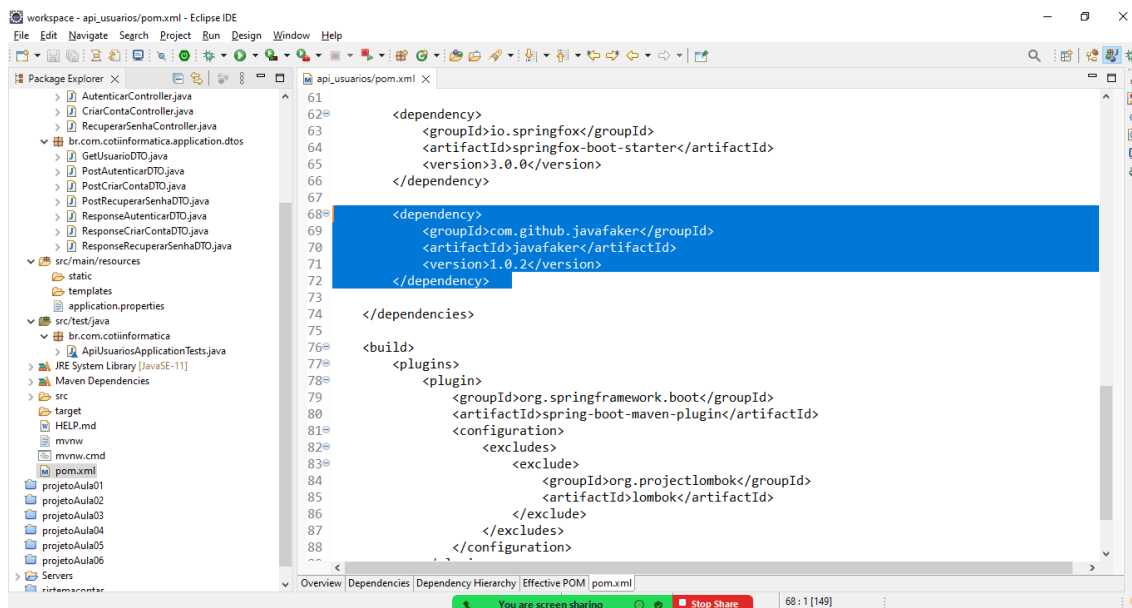 workspace - api_usuarios/pom.xml - Eclipse IDE
File Edit Navigate Search Project Run Design Window Help
Package Explorer
AutenticarController.java
CriarContaController.java
RecuperarSenhaController.java
br.com.cotiinformatica.application.dtos
GetUsuarioDTO.java
PostAutenticarDTO.java
PostCriarContaDTO.java
PostRecuperarSenhaDTO.java
ResponseAutenticarDTO.java
ResponseCriarContaDTO.java
ResponseRecuperarSenhaDTO.java
src/main/resources
static
templates
application.properties
src/test/java
br.com.cotiinformatica
ApiUsuariosApplicationTests.java
JRE System Library [JavaSE-11]
Maven Dependencies
src
target
HELP.md
mvnw
mvnw.cmd
pom.xml
projetoAula01
projetoAula02
projetoAula03
projetoAula04
projetoAula05
projetoAula06
Servers
sistemacontas
api_usuarios/pom.xml
61
62 <dependency>
63 <groupId>io.springfox</groupId>
64 <artifactId>springfox-boot-starter</artifactId>
65 <version>3.0.0</version>
66 </dependency>
67
68 <dependency>
69 <groupId>com.github.javafaker</groupId>
70 <artifactId>javafaker</artifactId>
71 <version>1.0.2</version>
72 </dependency>
73
74 </dependencies>
75
76 <build>
77 <plugins>
78 <plugin>
79 <groupId>org.springframework.boot</groupId>
80 <artifactId>spring-boot-maven-plugin</artifactId>
81 <configuration>
82 <excludes>
83 <exclude>
84 <groupId>org.projectlombok</groupId>
85 <artifactId>lombok</artifactId>
86 </exclude>
87 </excludes>
88 </configuration>
Overview Dependencies Dependency Hierarchy Effective POM pom.xml
You are screen sharing Stop Share
68 : 1 [149]